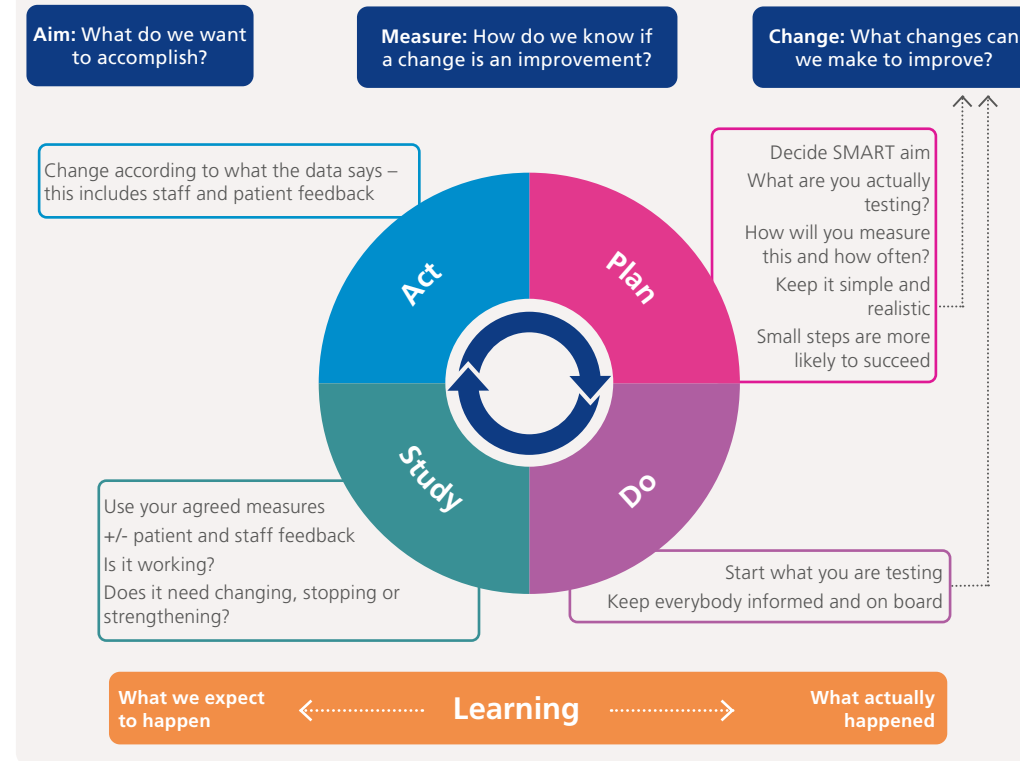 Aim: What do we want
to accomplish?
Measure: How do we know if
a change is an improvement?
Change: What changes can
we make to improve?
Change according to what the data says –
this includes staff and patient feedback
Decide SMART aim
What are you actually
testing?
How will you measure
this and how often?
Keep it simple and
realistic
Small steps are more
likely to succeed
Act
Plan
Study
Do
Use your agreed measures
+/- patient and staff feedback
Is it working?
Does it need changing, stopping or
strengthening?
Start what you are testing
Keep everybody informed and on board
What we expect
to happen
Learning
What actually
happened